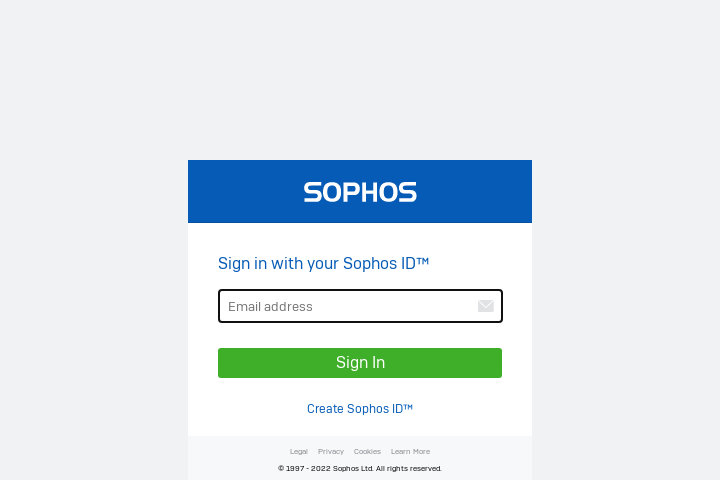 SOPHOS
Sign in with your Sophos ID™
Email address
Sign In
Create Sophos ID™
Legal Privacy Cookies Learn More
© 1997 - 2022 Sophos Ltd. All rights reserved.